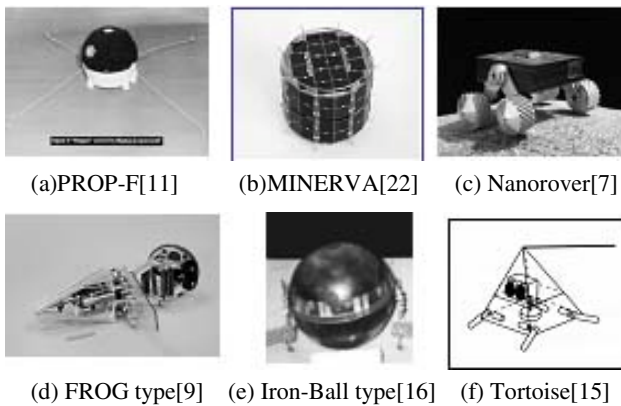 (a)PROP-F[11] (b)MINERVA[22] (c) Nanorover[7]
(d) FROG type[9] (e) Iron-Ball type[16] (f) Tortoise[15]